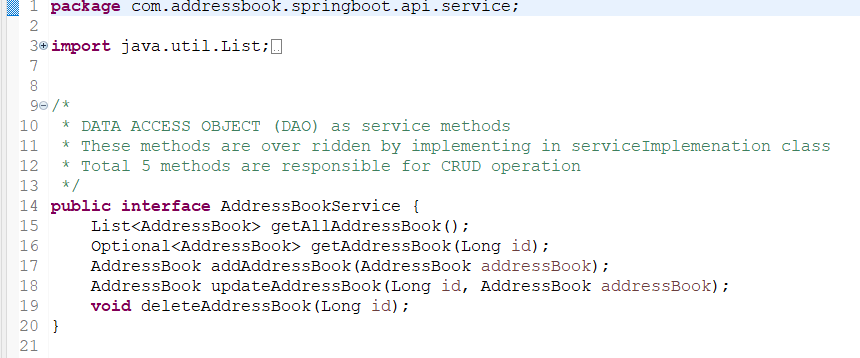 1 package com.addressbook.springboot.api.service;
2
3 import java.util.List;
7
8
9 /*
10 * DATA ACCESS OBJECT (DAO) as service methods
11 * These methods are over ridden by implementing in serviceImplemenation class
12 * Total 5 methods are responsible for CRUD operation
13 */
14 public interface AddressBookService {
15 List<AddressBook> getAllAddressBook();
16 Optional<AddressBook> getAddressBook(Long id);
17 AddressBook addAddressBook(AddressBook addressBook);
18 AddressBook updateAddressBook(Long id, AddressBook addressBook);
19 void deleteAddressBook(Long id);
20 }
21